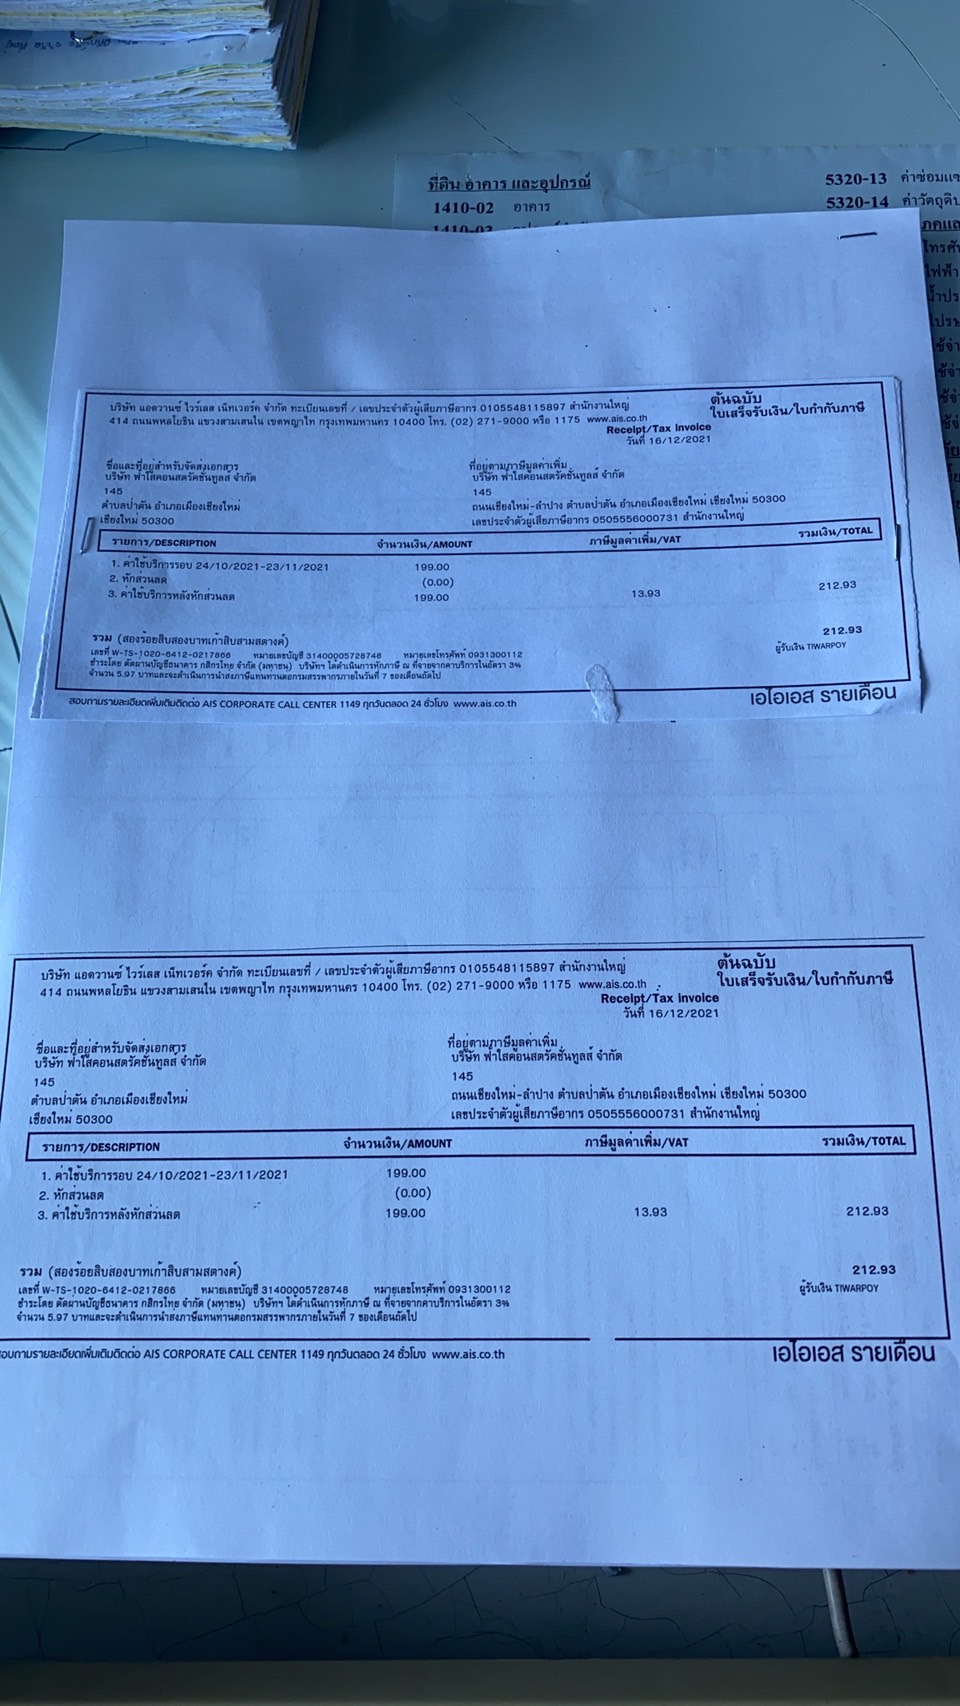 ที่ดิน อาคาร และอุปกรณ์
1410-02 อาคาร
5320-13 ค่าซ่อมแซ
5320-14 ค่าวัตถุดิบ
ต้นฉบับ
บริษัท แอดวานซ์ ไวร์เลส เน็ทเวอร์ค จำกัด ทะเบียนเลขที่ / เลขประจำตัวผู้เสียภาษีอากร 0105548115897 สำนักงานใหญ่
ใบเสร็จรับเงิน/ใบกำกับภาษี
414 ถนนพหลโยธิน แขวงสามเสนใน เขตพญาไท กรุงเทพมหานคร 10400 โทร. (02) 271-9000 หรือ 1175 www.ais.co.th
Receipt/Tax Invoice
วันที่ 16/12/2021
ชื่อและที่อยู่สำหรับจัดส่งเอกสาร
บริษัท ฟ้าใสคอนสตรัคชั่นทูลส์ จำกัด
145
ตำบลป่าตัน อำเภอเมืองเชียงใหม่
เชียงใหม่ 50300
ที่อยู่ตามภาษีมูลค่าเพิ่ม
บริษัท ฟ้าใสคอนสตรัคชั่นทูลส์ จำกัด
145
ถนนเชียงใหม่-ลำปาง ตำบลป่าตัน อำเภอเมืองเชียงใหม่ เชียงใหม่ 50300
เลขประจำตัวผู้เสียภาษีอากร 0505556000731 สำนักงานใหญ่
รายการ/DESCRIPTION จำนวนเงิน/AMOUNT ภาษีมูลค่าเพิ่ม/VAT รวมเงิน/TOTAL
1. ค่าใช้บริการรอบ 24/10/2021-23/11/2021 199.00
2. หักส่วนลด (0.00)
3. ค่าใช้บริการหลังหักส่วนลด 199.00 13.93 212.93
รวม (สองร้อยสิบสองบาทเก้าสิบสามสตางค์) 212.93
เลขที่ W-TS-1020-6412-0217866 หมายเลขบัญชี 31400005728748 หมายเลขโทรศัพท์ 0931300112 ผู้รับเงิน TIWARPOY
ชำระโดย ตัดผ่านบัญชีธนาคาร กสิกรไทย จำกัด (มหาชน) บริษัทฯ ได้ดำเนินการหักภาษี ณ ที่จ่ายจากค่าบริการในอัตรา 3%
จำนวน 5.97 บาทและจะดำเนินการนำส่งภาษีแทนท่านต่อกรมสรรพากรภายในวันที่ 7 ของเดือนถัดไป
สอบถามรายละเอียดเพิ่มเติมติดต่อ AIS CORPORATE CALL CENTER 1149 ทุกวันตลอด 24 ชั่วโมง www.ais.co.th
เอไอเอส รายเดือน
ต้นฉบับ
บริษัท แอดวานซ์ ไวร์เลส เน็ทเวอร์ค จำกัด ทะเบียนเลขที่ / เลขประจำตัวผู้เสียภาษีอากร 0105548115897 สำนักงานใหญ่
ใบเสร็จรับเงิน/ใบกำกับภาษี
414 ถนนพหลโยธิน แขวงสามเสนใน เขตพญาไท กรุงเทพมหานคร 10400 โทร. (02) 271-9000 หรือ 1175 www.ais.co.th
Receipt/Tax Invoice
วันที่ 16/12/2021
ชื่อและที่อยู่สำหรับจัดส่งเอกสาร
บริษัท ฟ้าใสคอนสตรัคชั่นทูลส์ จำกัด
145
ตำบลป่าตัน อำเภอเมืองเชียงใหม่
เชียงใหม่ 50300
ที่อยู่ตามภาษีมูลค่าเพิ่ม
บริษัท ฟ้าใสคอนสตรัคชั่นทูลส์ จำกัด
145
ถนนเชียงใหม่-ลำปาง ตำบลป่าตัน อำเภอเมืองเชียงใหม่ เชียงใหม่ 50300
เลขประจำตัวผู้เสียภาษีอากร 0505556000731 สำนักงานใหญ่
รายการ/DESCRIPTION จำนวนเงิน/AMOUNT ภาษีมูลค่าเพิ่ม/VAT รวมเงิน/TOTAL
1. ค่าใช้บริการรอบ 24/10/2021-23/11/2021 199.00
2. หักส่วนลด (0.00)
3. ค่าใช้บริการหลังหักส่วนลด 199.00 13.93 212.93
รวม (สองร้อยสิบสองบาทเก้าสิบสามสตางค์) 212.93
เลขที่ W-TS-1020-6412-0217866 หมายเลขบัญชี 31400005728748 หมายเลขโทรศัพท์ 0931300112 ผู้รับเงิน TIWARPOY
ชำระโดย ตัดผ่านบัญชีธนาคาร กสิกรไทย จำกัด (มหาชน) บริษัทฯ ได้ดำเนินการหักภาษี ณ ที่จ่ายจากค่าบริการในอัตรา 3%
จำนวน 5.97 บาทและจะดำเนินการนำส่งภาษีแทนท่านต่อกรมสรรพากรภายในวันที่ 7 ของเดือนถัดไป
สอบถามรายละเอียดเพิ่มเติมติดต่อ AIS CORPORATE CALL CENTER 1149 ทุกวันตลอด 24 ชั่วโมง www.ais.co.th
เอไอเอส รายเดือน